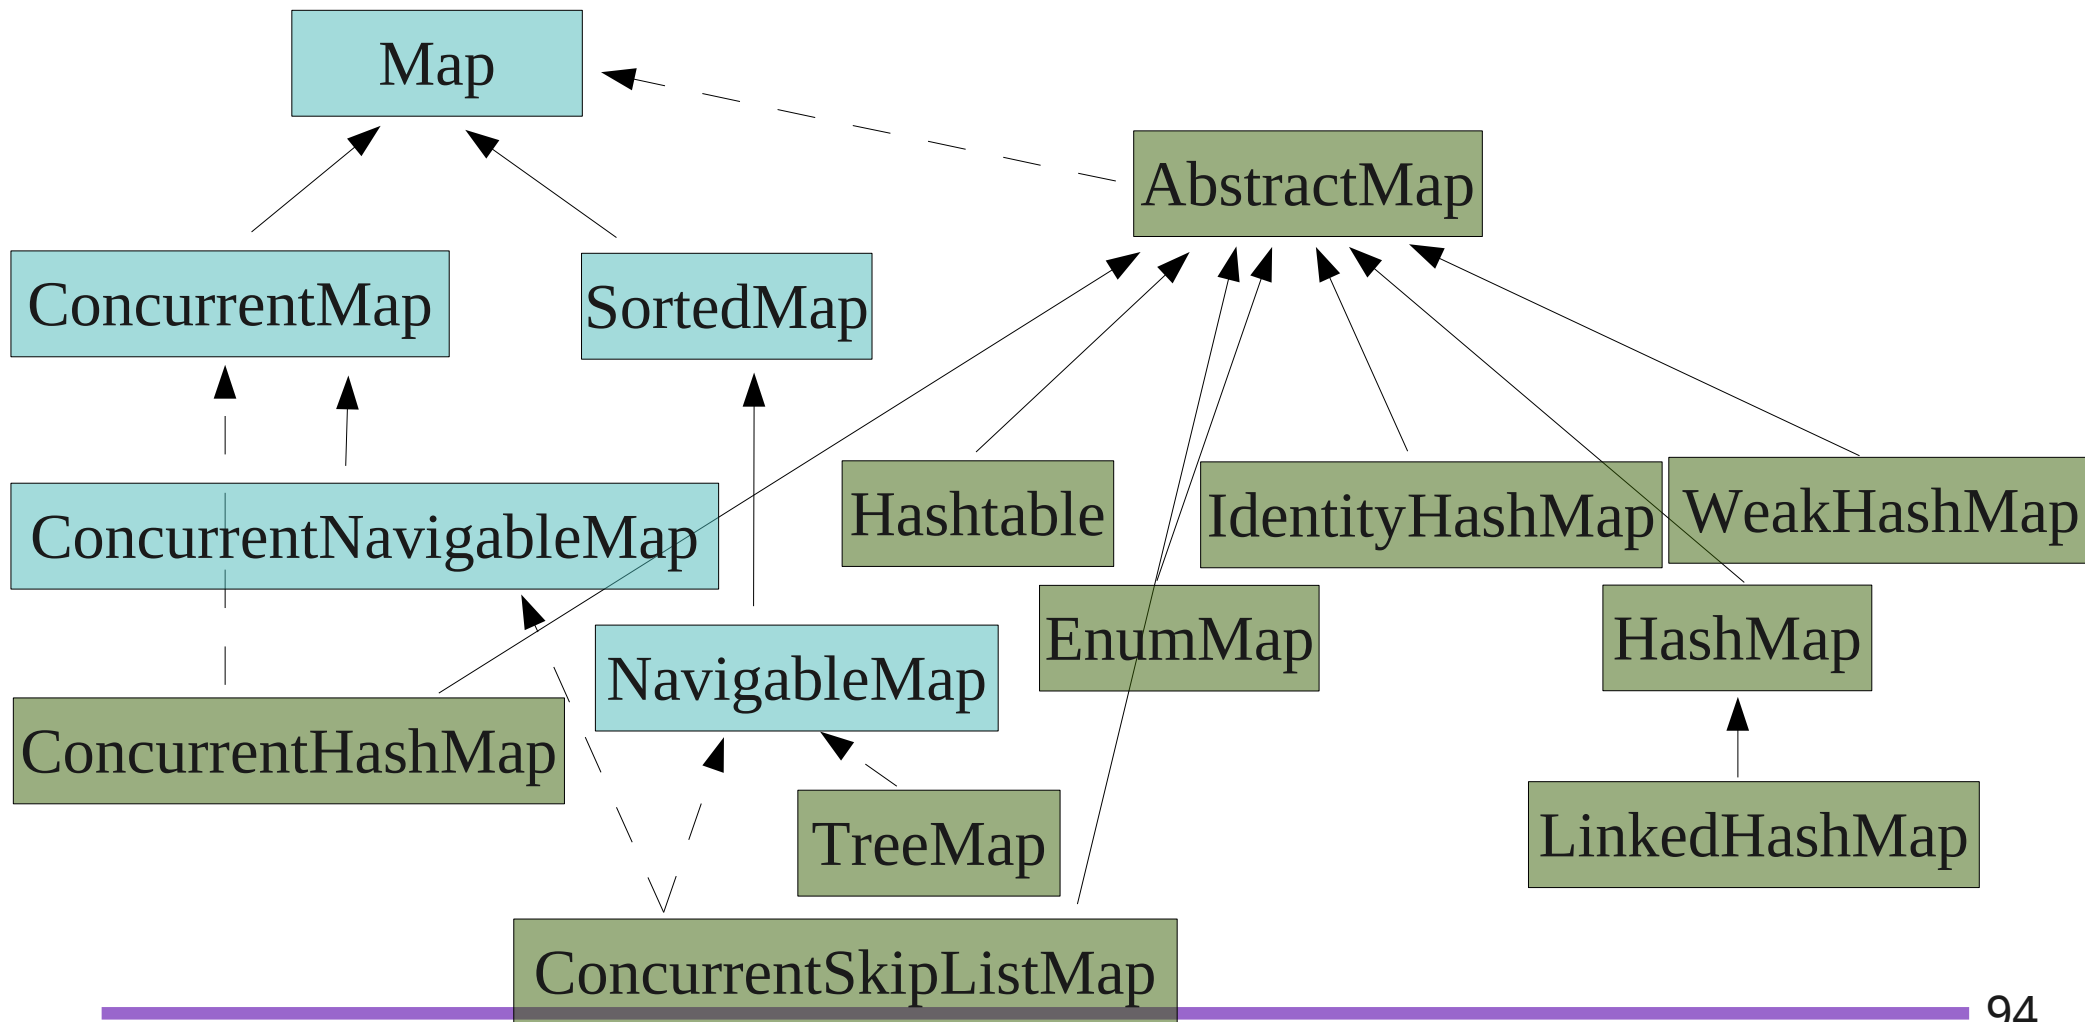 Map
AbstractMap
ConcurrentMap
SortedMap
Hashtable
IdentityHashMap
WeakHashMap
ConcurrentNavigableMap
EnumMap
HashMap
NavigableMap
ConcurrentHashMap
TreeMap
LinkedHashMap
ConcurrentSkipListMap
94